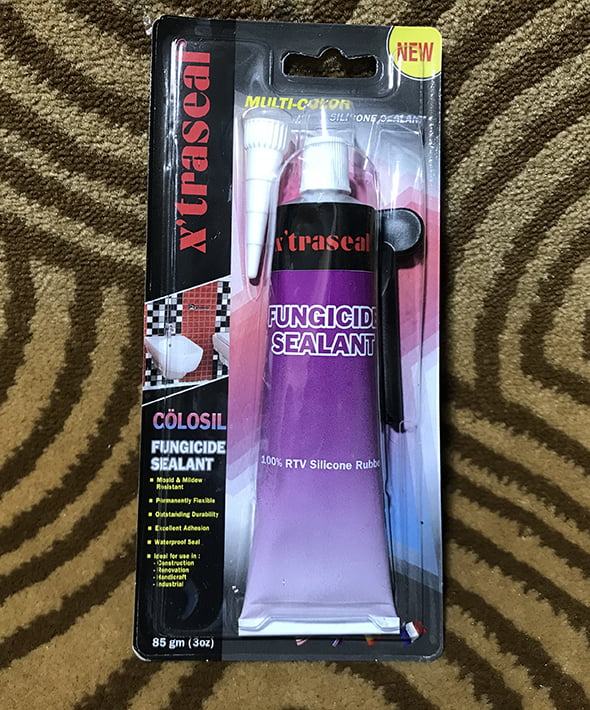 NEW
x'traseal
MULTI-COLOR
SILICONE SEALANT
x'traseal
FUNGICIDE
SEALANT
100% RTV Silicone Rubbe
CÖLOSIL
FUNGICIDE
SEALANT
Mould & Mildew
Resistant
Permanently Flexible
Outstanding Durability
Excellent Adhesion
Waterproof Seal
Ideal for use in :
- Construction
- Renovation
- Handicraft
- Industrial
85 gm (3oz)